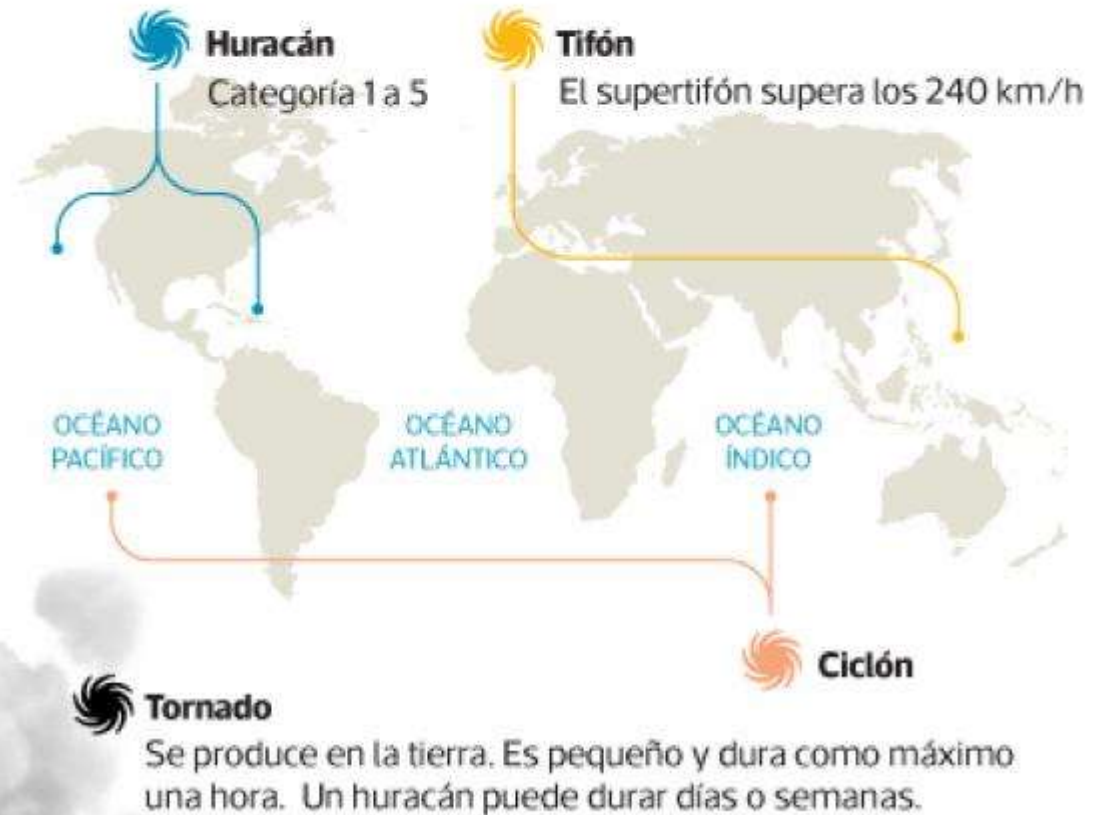 Huracán
Categoría 1 a 5
Tifón
El supertifón supera los 240 km/h
OCÉANO
PACÍFICO
OCÉANO
ATLÁNTICO
OCÉANO
ÍNDICO
Ciclón
Tornado
Se produce en la tierra. Es pequeño y dura como máximo
una hora. Un huracán puede durar días o semanas.